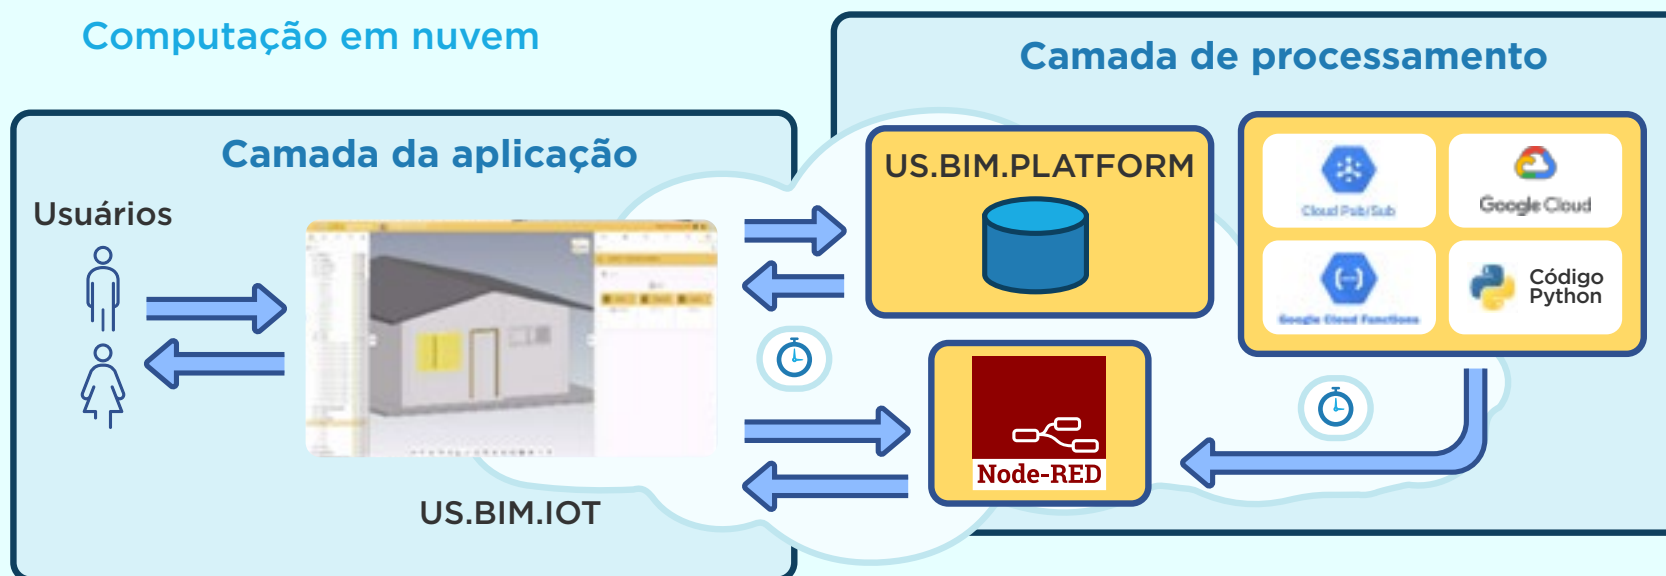 Computação em nuvem
Camada de processamento
Camada da aplicação
Usuários
US.BIM.IOT
US.BIM.PLATFORM
Node-RED
Cloud Pub/Sub
Google Cloud
Google Cloud Functions
Código
Python